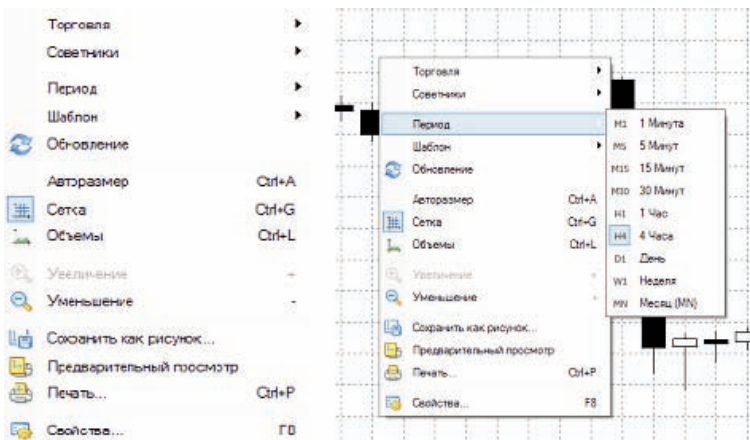 Торговля
Советники
Период
Шаблон
Обновление
Авторазмер Ctrl+A
Сетка Ctrl+G
Объемы Ctrl+L
Увеличение +
Уменьшение -
Сохранить как рисунок...
Предварительный просмотр
Печать... Ctrl+P
Свойства... F8
Торговля
Советники
Период
Шаблон
Обновление
Авторазмер Ctrl+A
Сетка Ctrl+G
Объемы Ctrl+L
Увеличение +
Уменьшение -
Сохранить как рисунок...
Предварительный просмотр
Печать... Ctrl+P
Свойства... F8
M1 1 Минута
M5 5 Минут
M15 15 Минут
M30 30 Минут
H1 1 Час
H4 4 Часа
D1 День
W1 Неделя
MN Месяц (MN)